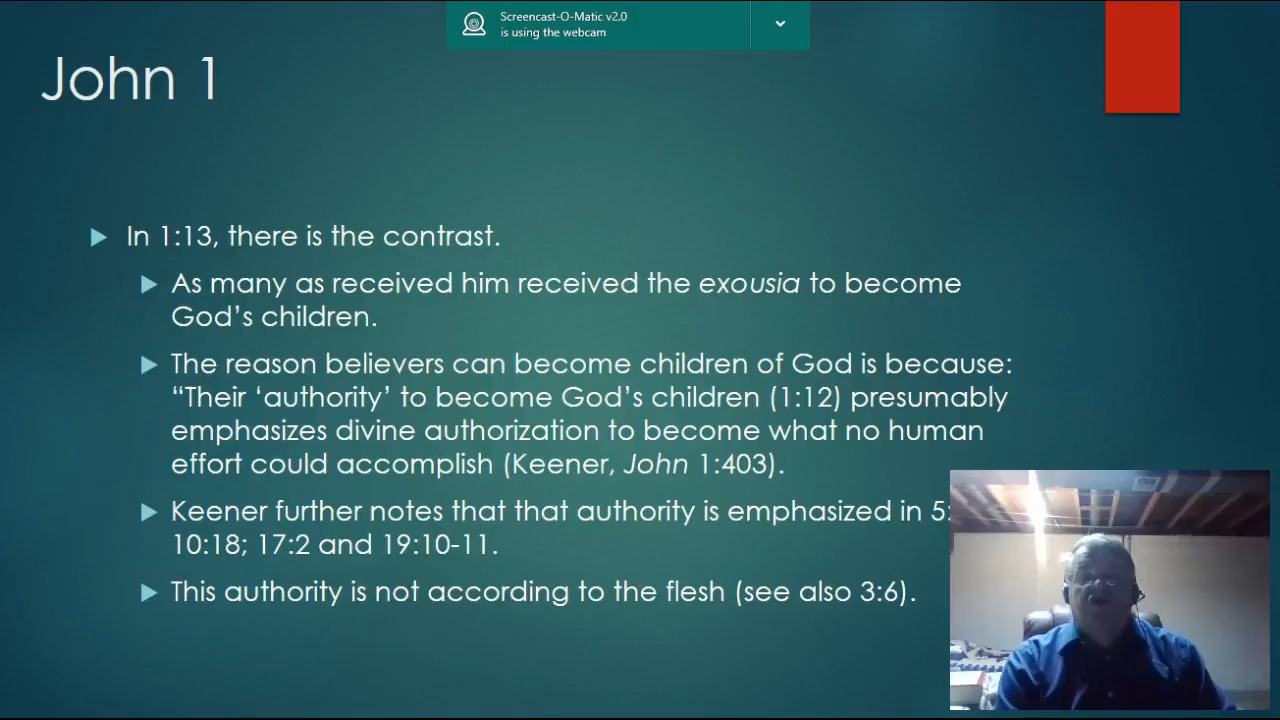 Screencast-O-Matic v2.0
is using the webcam
John 1
In 1:13, there is the contrast.
As many as received him received the exousia to become
God's children.
The reason believers can become children of God is because:
“Their ‘authority’ to become God’s children (1:12) presumably
emphasizes divine authorization to become what no human
effort could accomplish (Keener, John 1:403).
Keener further notes that that authority is emphasized in 5:
10:18; 17:2 and 19:10-11.
This authority is not according to the flesh (see also 3:6).